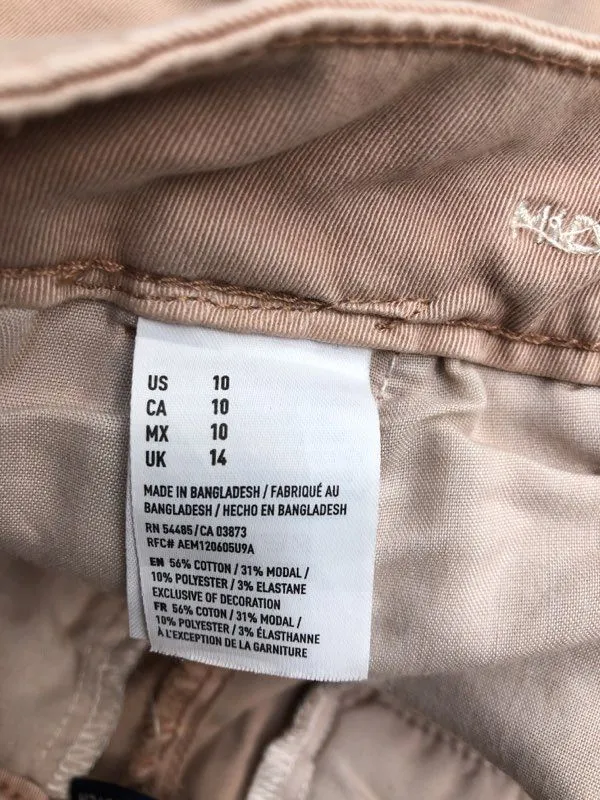 US 10
CA 10
MX 10
UK 14
MADE IN BANGLADESH / FABRIQUÉ AU
BANGLADESH / HECHO EN BANGLADESH
RN 54485/CA 03873
RFC# AEM120605U9A
EN 56% COTTON / 31% MODAL /
10% POLYESTER / 3% ELASTANE
EXCLUSIVE OF DECORATION
FR 56% COTON / 31% MODAL /
10% POLYESTER / 3% ÉLASTHANNE
À L'EXCEPTION DE LA GARNITURE